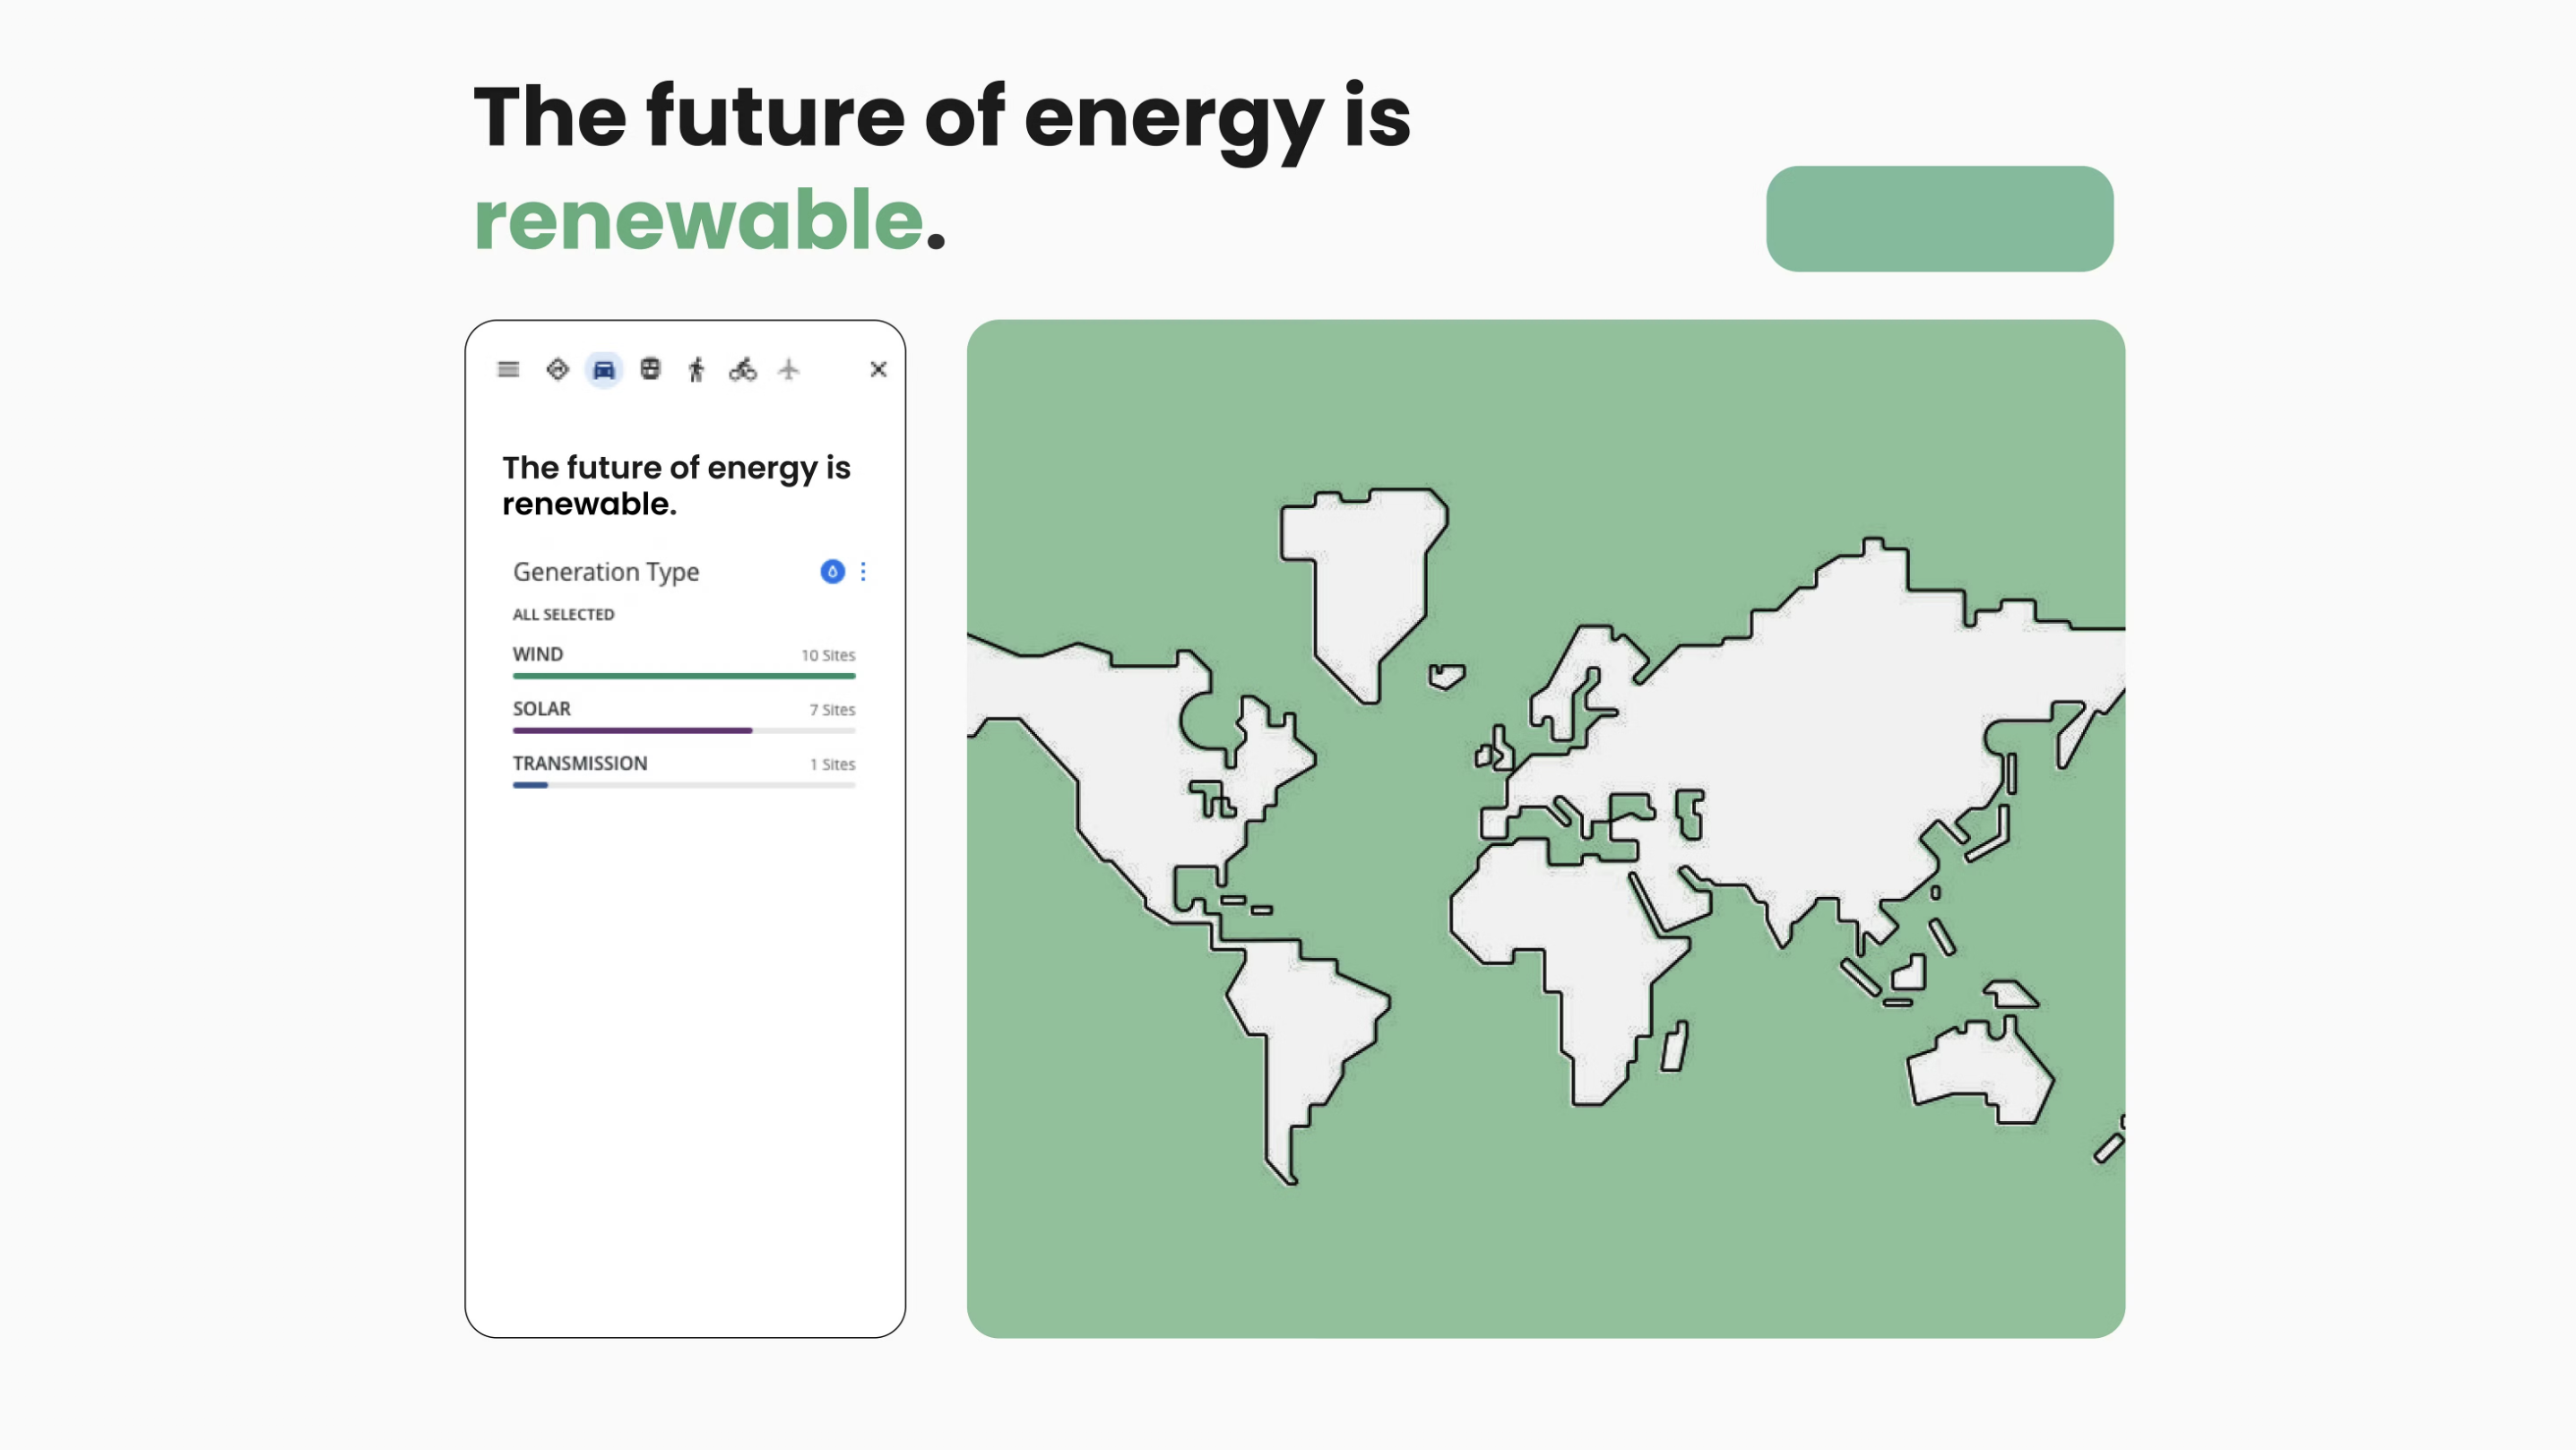 The future of energy is
renewable.
The future of energy is
renewable.
Generation Type
ALL SELECTED
WIND 10 Sites
SOLAR 7 Sites
TRANSMISSION 1 Sites